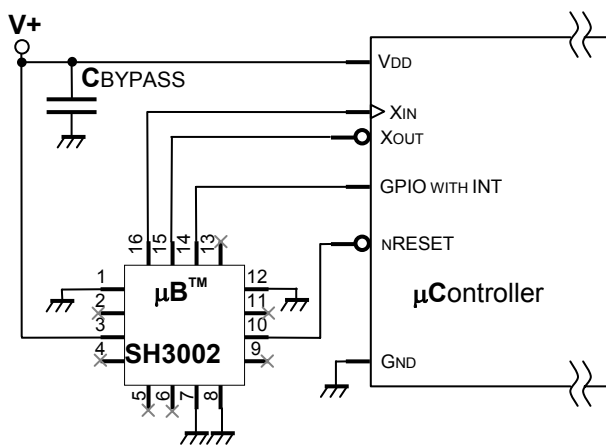 V+
CBYPASS
VDD
XIN
XOUT
GPIO WITH INT
NRESET
µController
GND
16
15
14
13
1
2
3
4
µB™
SH3002
12
11
10
9
5
6
7
8